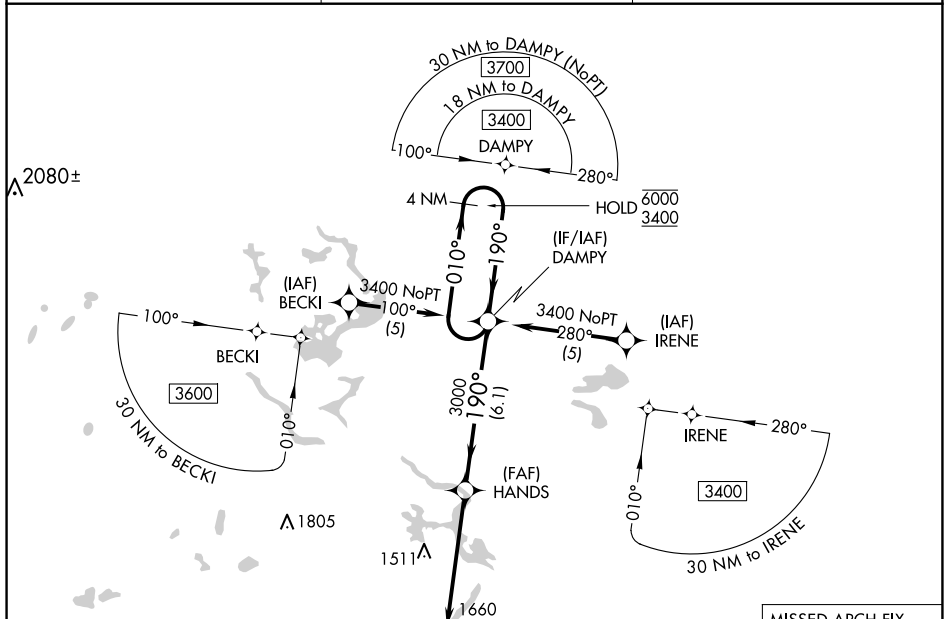 30 NM to DAMPY (NoPT)
3700
18 NM to DAMPY
3400
DAMPY
100°
280°
2080±
4 NM
HOLD 6000
3400
010°
190°
(IF/IAF)
DAMPY
(IAF)
BECKI
3400 NoPT
100°
(5)
3400 NoPT
280°
(5)
(IAF)
IRENE
100°
BECKI
3600
010°
30 NM to BECKI
3000
190°
(6.1)
IRENE
280°
3400
010°
30 NM to IRENE
(FAF)
HANDS
1805
1511
1660
MISSED APCH FIX